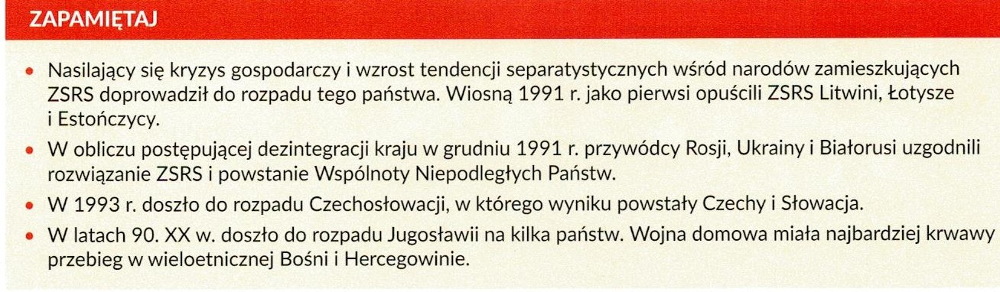 ZAPAMIĘTAJ
• Nasilający się kryzys gospodarczy i wzrost tendencji separatystycznych wśród narodów zamieszkujących
ZSRS doprowadził do rozpadu tego państwa. Wiosną 1991 r. jako pierwsi opuścili ZSRS Litwini, Łotysze
i Estończycy.
• W obliczu postępującej dezintegracji kraju w grudniu 1991 r. przywódcy Rosji, Ukrainy i Białorusi uzgodnili
rozwiązanie ZSRS i powstanie Wspólnoty Niepodległych Państw.
• W 1993 r. doszło do rozpadu Czechosłowacji, w którego wyniku powstały Czechy i Słowacja.
• W latach 90. XX w. doszło do rozpadu Jugosławii na kilka państw. Wojna domowa miała najbardziej krwawy
przebieg w wieloetnicznej Bośni i Hercegowinie.